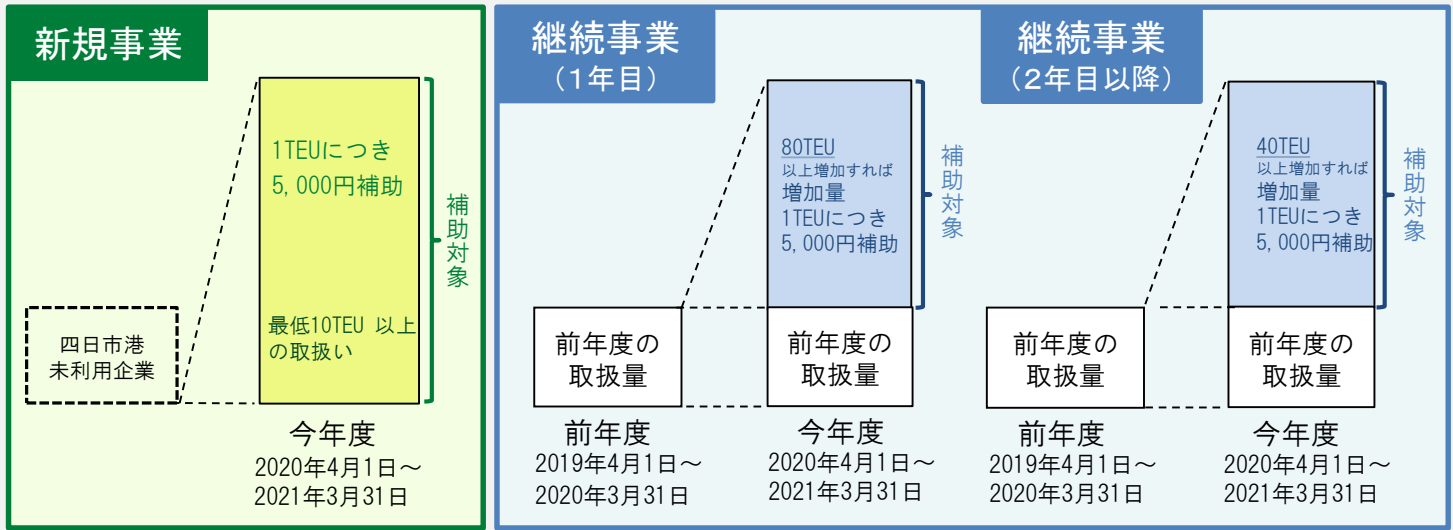 新規事業
1TEUにつき
5,000円補助
最低10TEU 以上
の取扱い
補助対象
四日市港
未利用企業
今年度
2020年4月1日～
2021年3月31日
継続事業
（1年目）
80TEU
以上増加すれば
増加量
1TEUにつき
5,000円補助
補助対象
前年度の
取扱量
前年度の
取扱量
前年度
2019年4月1日～
2020年3月31日
今年度
2020年4月1日～
2021年3月31日
継続事業
（2年目以降）
40TEU
以上増加すれば
増加量
1TEUにつき
5,000円補助
補助対象
前年度の
取扱量
前年度の
取扱量
前年度
2019年4月1日～
2020年3月31日
今年度
2020年4月1日～
2021年3月31日